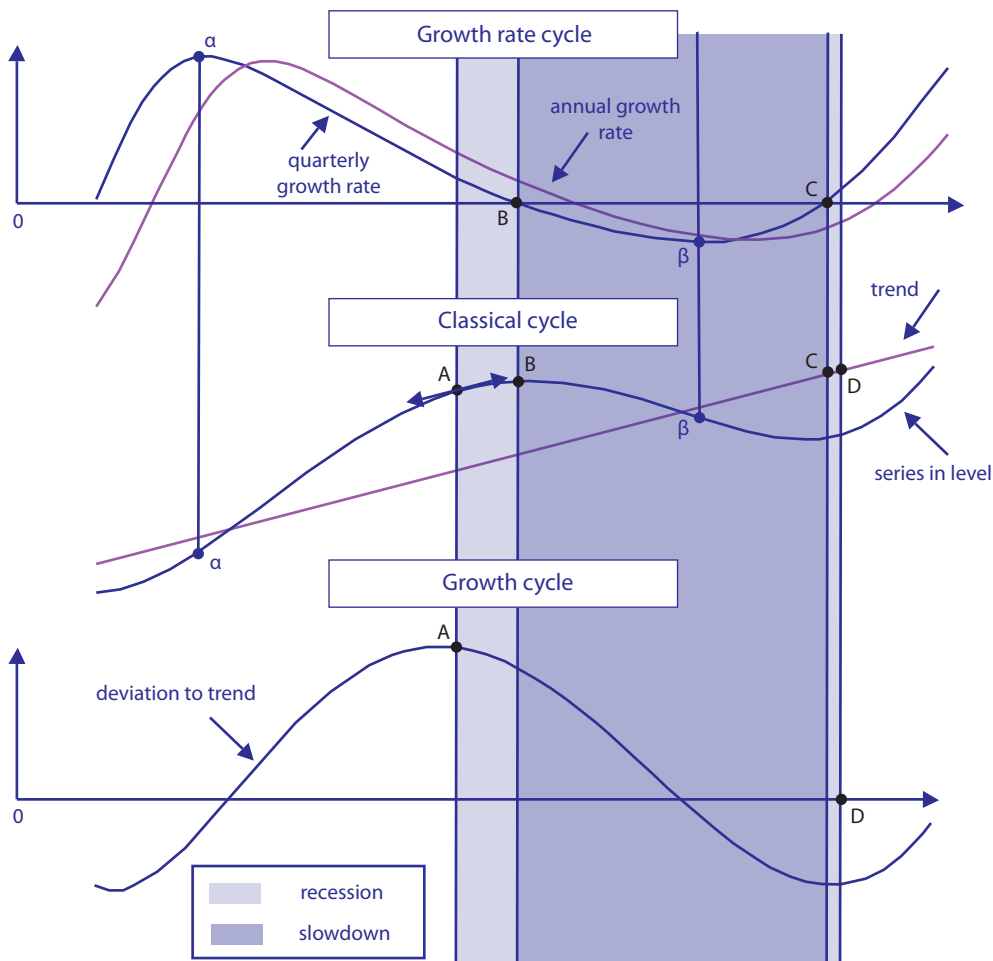 Growth rate cycle
α
annual growth
rate
quarterly
growth rate
B
C
0
β
trend
Classical cycle
A
B
C
D
β
series in level
α
Growth cycle
A
deviation to trend
0
D
recession
slowdown